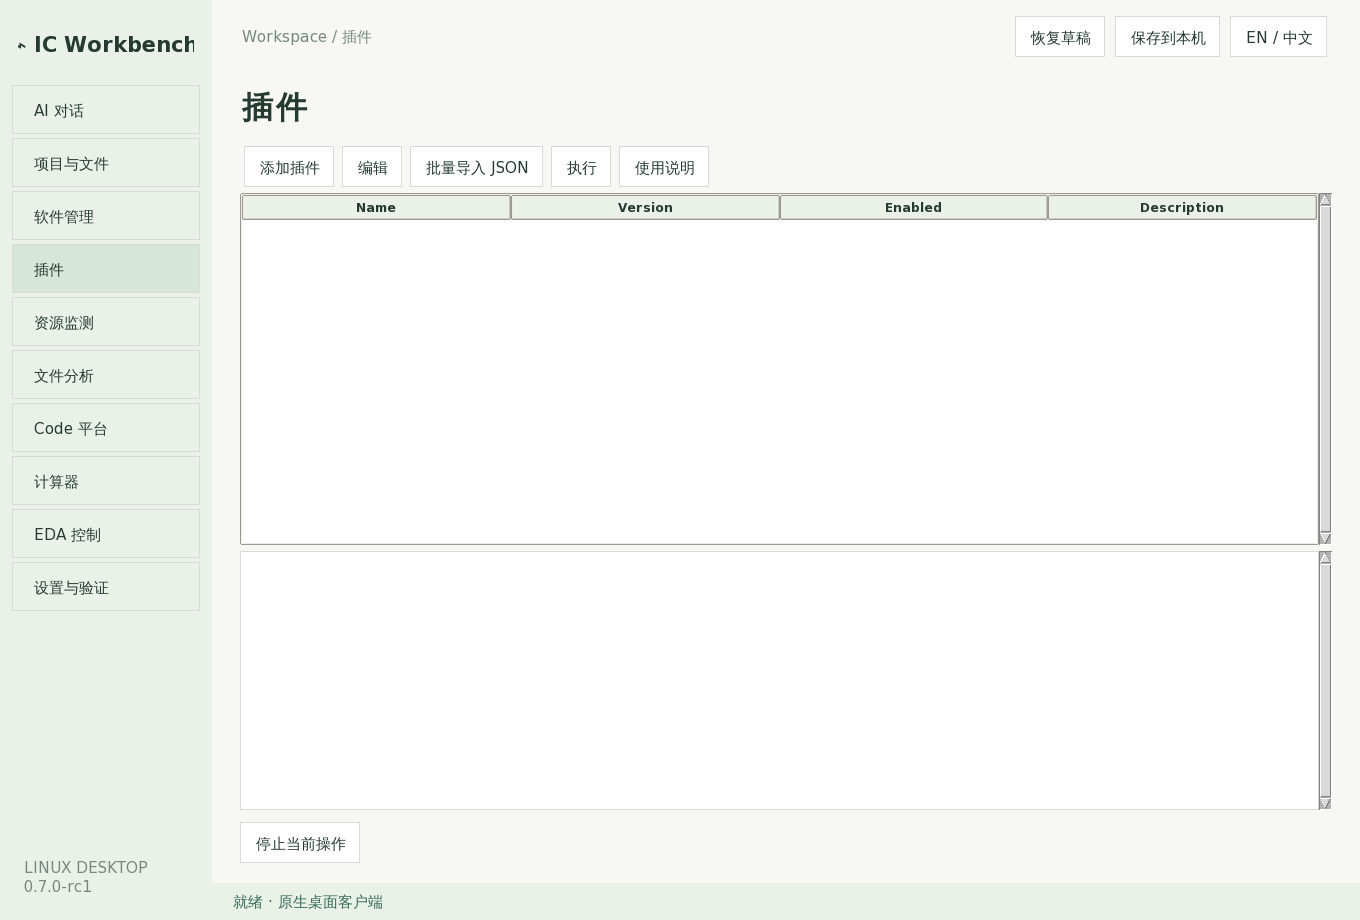 IC Workbench
AI 对话
项目与文件
软件管理
插件
资源监测
文件分析
Code 平台
计算器
EDA 控制
设置与验证
LINUX DESKTOP
0.7.0-rc1
Workspace / 插件
恢复草稿 保存到本机 EN / 中文
插件
添加插件 编辑 批量导入 JSON 执行 使用说明
Name Version Enabled Description
停止当前操作
就绪 · 原生桌面客户端